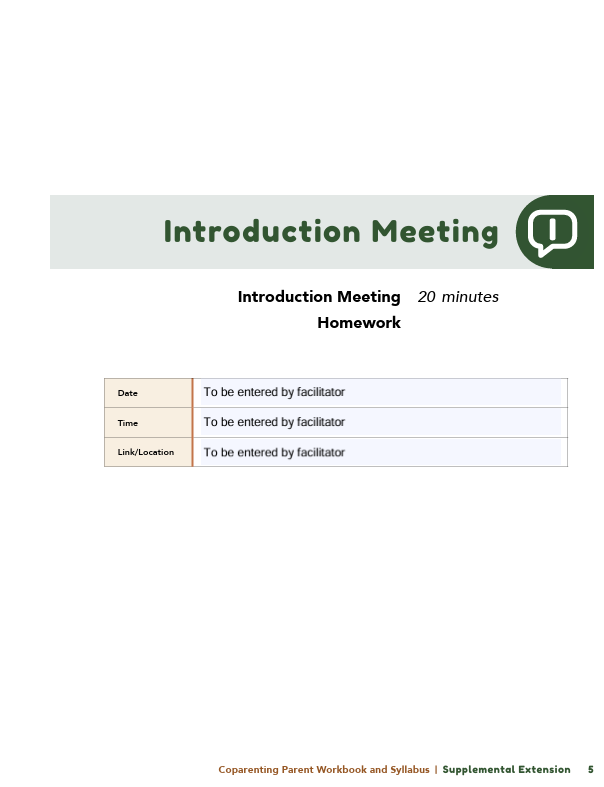 Introduction Meeting
Introduction Meeting 20 minutes
Homework
Date To be entered by facilitator
Time To be entered by facilitator
Link/Location To be entered by facilitator
Coparenting Parent Workbook and Syllabus | Supplemental Extension 5